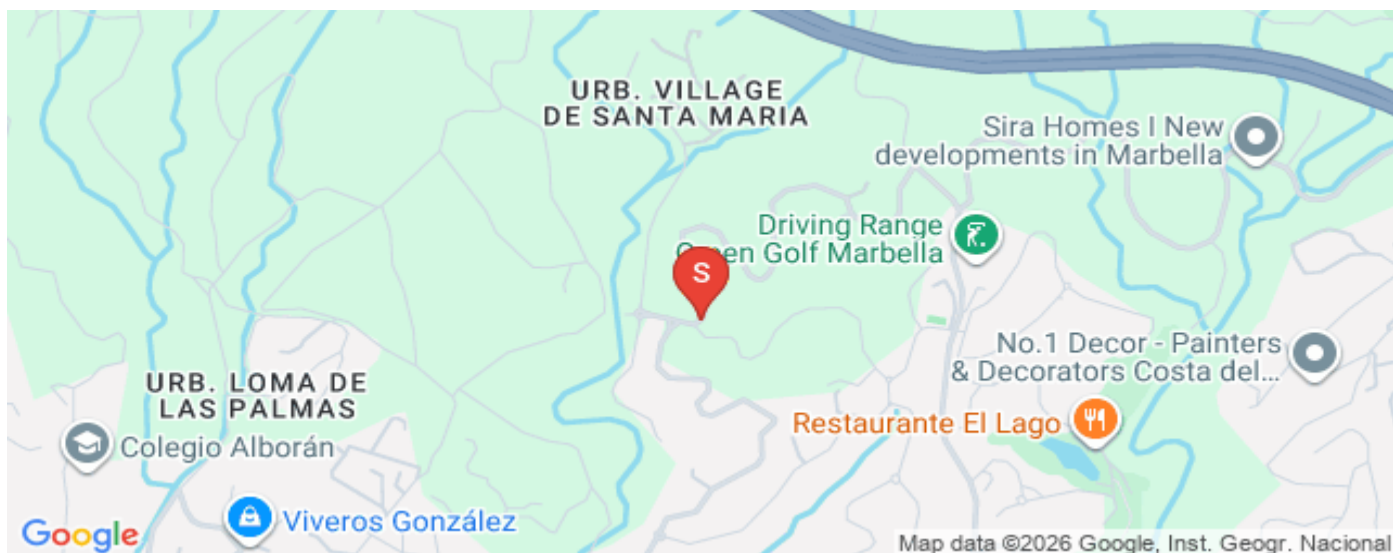 URB. VILLAGE
DE SANTA MARIA
Sira Homes I New
developments in Marbella
Driving Range
Green Golf Marbella
S
No.1 Decor - Painters
& Decorators Costa del...
URB. LOMA DE
LAS PALMAS
Restaurante El Lago
Colegio Alborán
Viveros González
Google
Map data ©2026 Google, Inst. Geogr. Nacional